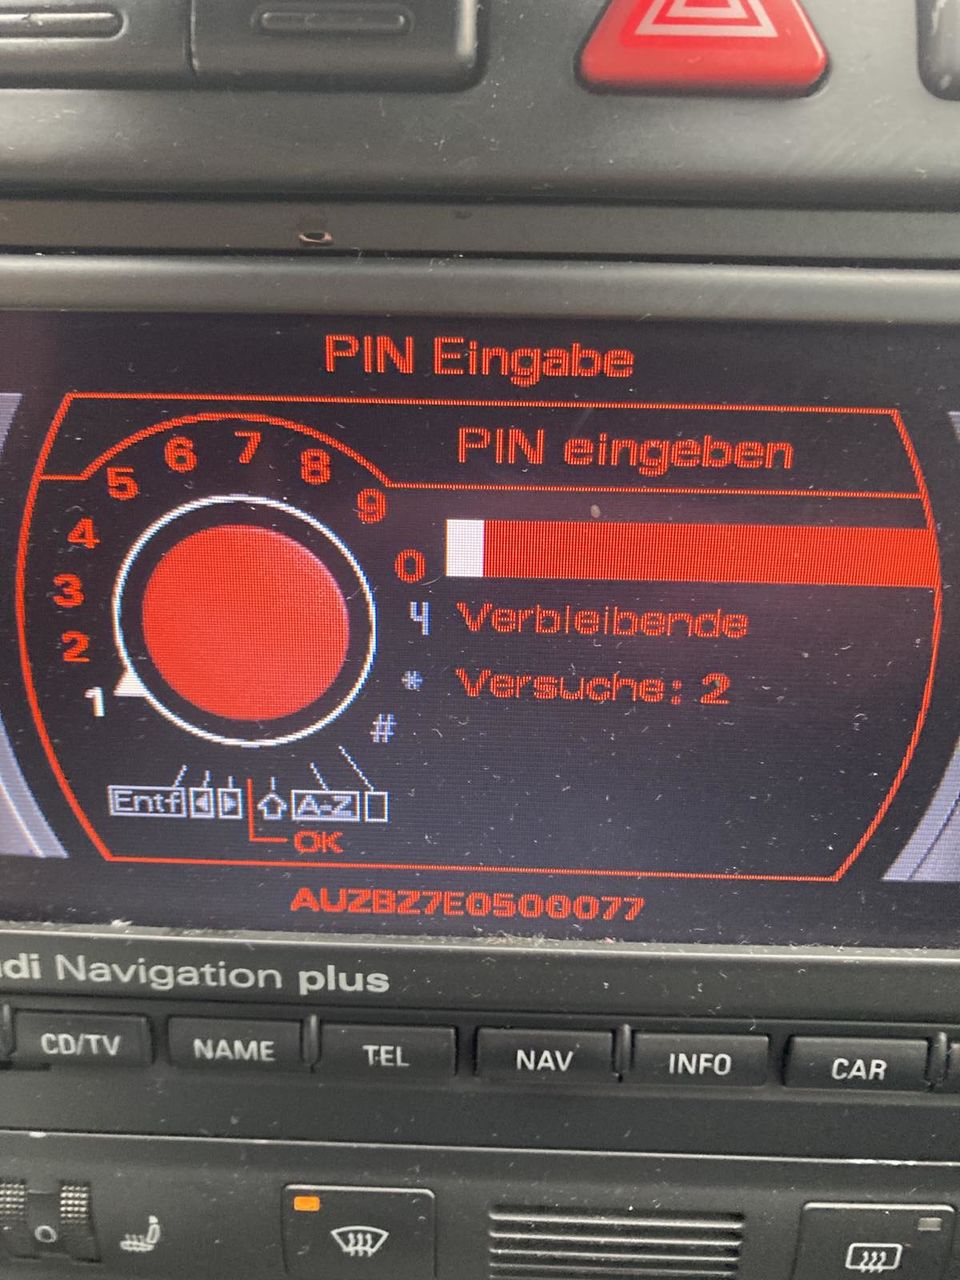 PIN Eingabe
PIN eingeben
1 2 3 4 5 6 7 8 9 0 Ч * #
Verbleibende
Versuche: 2
Entf A-Z
OK
AUZBZ7E0500077
di Navigation plus
CD/TV NAME TEL NAV INFO CAR